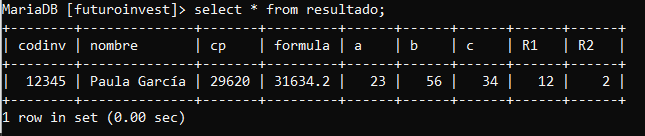 MariaDB [futuroinvest]> select * from resultado;
+--------+--------------+-------+---------+------+------+------+------+------+
| codinv | nombre       | cp    | formula | a    | b    | c    | R1   | R2   |
+--------+--------------+-------+---------+------+------+------+------+------+
|  12345 | Paula García | 29620 | 31634.2 |   23 |   56 |   34 |   12 |    2 |
+--------+--------------+-------+---------+------+------+------+------+------+
1 row in set (0.00 sec)